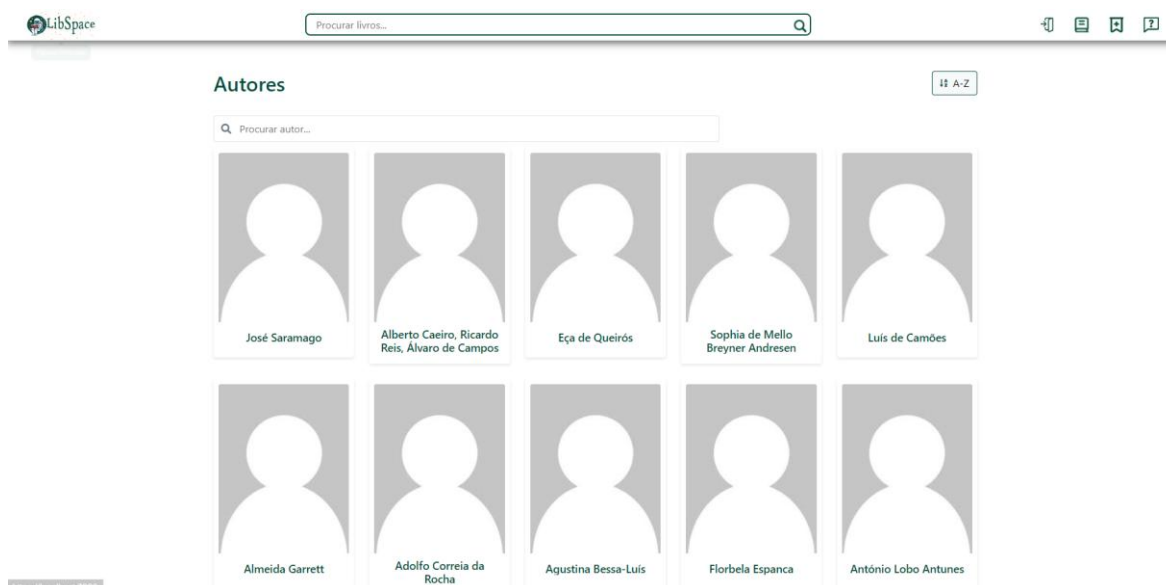 LibSpace
Procurar livros...
Autores
A-Z
Procurar autor...
José Saramago
Alberto Caeiro, Ricardo
Reis, Álvaro de Campos
Eça de Queirós
Sophia de Mello
Breyner Andresen
Luís de Camões
Almeida Garrett
Adolfo Correia da
Rocha
Agustina Bessa-Luís
Florbela Espanca
António Lobo Antunes